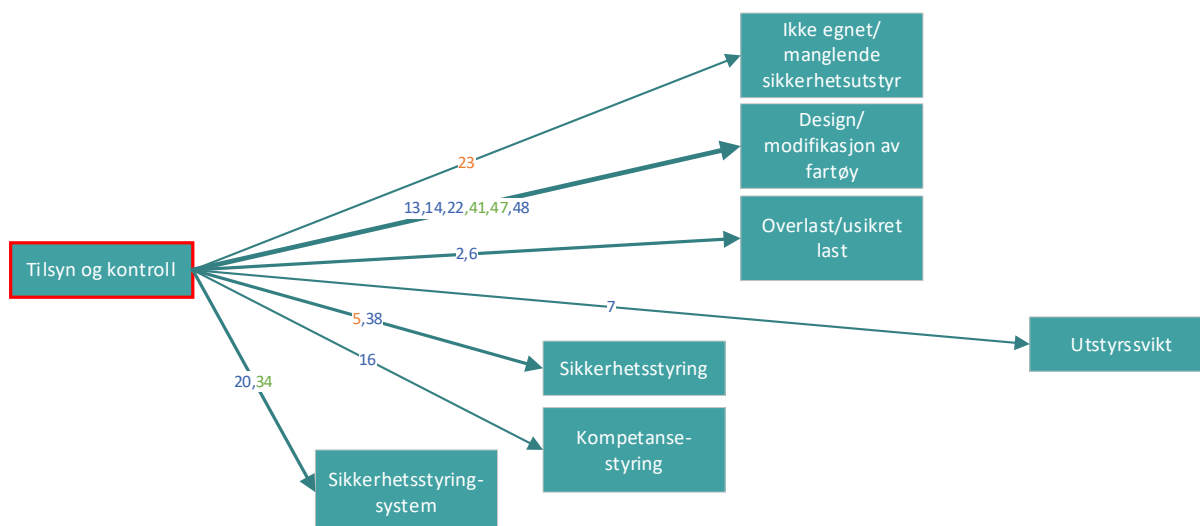 Ikke egnet/
manglende
sikkerhetsutstyr
23
Design/
modifikasjon av
fartøy
13,14,22,41,47,48
Overlast/usikret
last
2,6
Tilsyn og kontroll
7
Utstyrssvikt
5,38
Sikkerhetsstyring
16
Kompetanse-
styring
20,34
Sikkerhetsstyring-
system